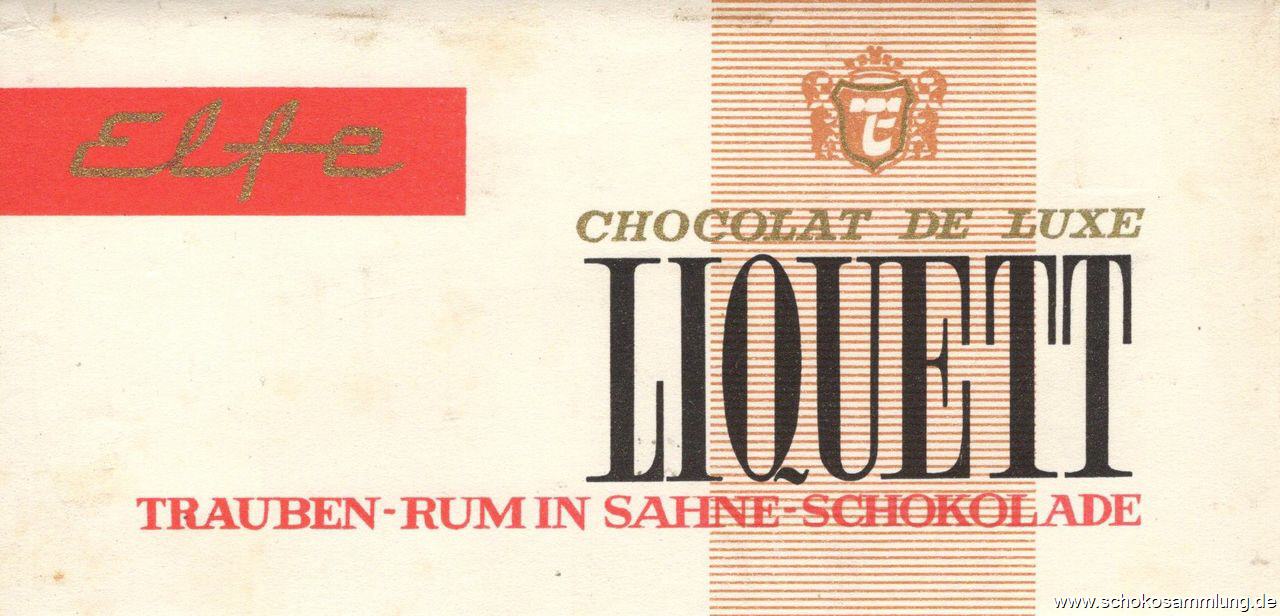 Elfe
CHOCOLAT DE LUXE
LIQUETT
TRAUBEN-RUM IN SAHNE-SCHOKOLADE
www.schokosammlung.de